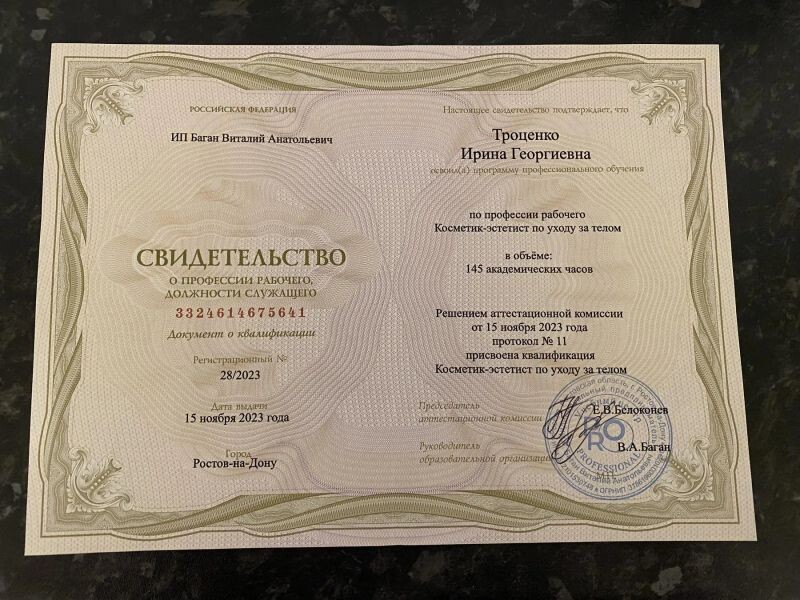 РОССИЙСКАЯ ФЕДЕРАЦИЯ
ИП Баган Виталий Анатольевич
СВИДЕТЕЛЬСТВО
О ПРОФЕССИИ РАБОЧЕГО,
ДОЛЖНОСТИ СЛУЖАЩЕГО
3324614675641
Документ о квалификации
Регистрационный №
28/2023
Дата выдачи
15 ноября 2023 года
Город
Ростов-на-Дону
Настоящее свидетельство подтверждает, что
Троценко
Ирина Георгиевна
освоил(а) программу профессионального обучения
по профессии рабочего
Косметик-эстетист по уходу за телом
в объёме:
145 академических часов
Решением аттестационной комиссии
от 15 ноября 2023 года
протокол № 11
присвоена квалификация
Косметик-эстетист по уходу за телом
Председатель
аттестационной комиссии
Е.В.Белоконев
Руководитель
образовательной организации
В.А.Баган
М.П.
PRO
PROFESSIONAL